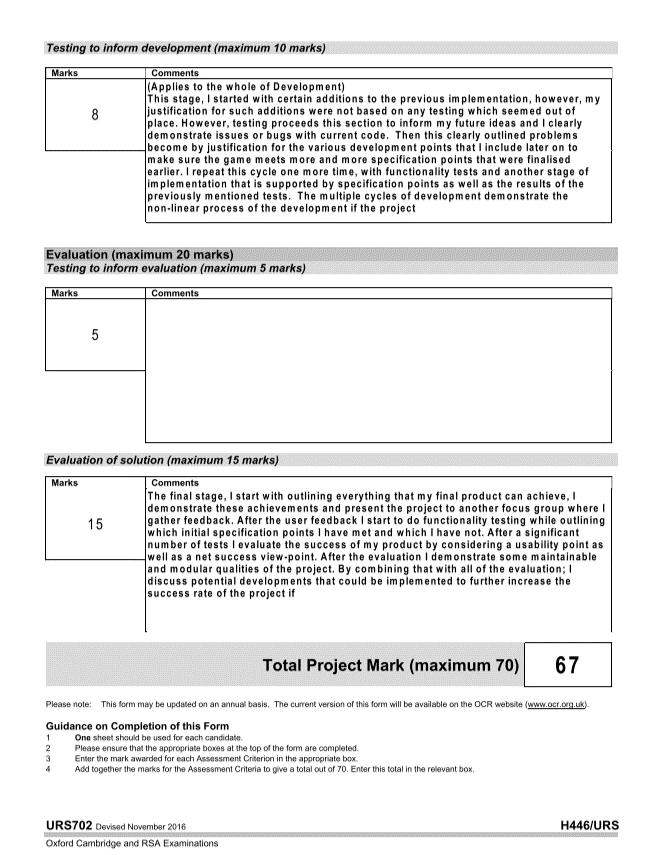 Testing to inform development (maximum 10 marks)
Marks Comments
8
(Applies to the whole of Development)
This stage, I started with certain additions to the previous implementation, however, my
justification for such additions were not based on any testing which seemed out of
place. However, testing proceeds this section to inform my future ideas and I clearly
demonstrate issues or bugs with current code. Then this clearly outlined problems
become by justification for the various development points that I include later on to
make sure the game meets more and more specification points that were finalised
earlier. I repeat this cycle one more time, with functionality tests and another stage of
implementation that is supported by specification points as well as the results of the
previously mentioned tests. The multiple cycles of development demonstrate the
non-linear process of the development if the project
Evaluation (maximum 20 marks)
Testing to inform evaluation (maximum 5 marks)
Marks Comments
5
Evaluation of solution (maximum 15 marks)
Marks Comments
15
The final stage, I start with outlining everything that my final product can achieve, I
demonstrate these achievements and present the project to another focus group where I
gather feedback. After the user feedback I start to do functionality testing while outlining
which initial specification points I have met and which I have not. After a significant
number of tests I evaluate the success of my product by considering a usability point as
well as a net success view-point. After the evaluation I demonstrate some maintainable
and modular qualities of the project. By combining that with all of the evaluation; I
discuss potential developments that could be implemented to further increase the
success rate of the project if
Total Project Mark (maximum 70) 67
Please note: This form may be updated on an annual basis. The current version of this form will be available on the OCR website (www.ocr.org.uk).
Guidance on Completion of this Form
1 One sheet should be used for each candidate.
2 Please ensure that the appropriate boxes at the top of the form are completed.
3 Enter the mark awarded for each Assessment Criterion in the appropriate box.
4 Add together the marks for the Assessment Criteria to give a total out of 70. Enter this total in the relevant box.
URS702 Devised November 2016 H446/URS
Oxford Cambridge and RSA Examinations